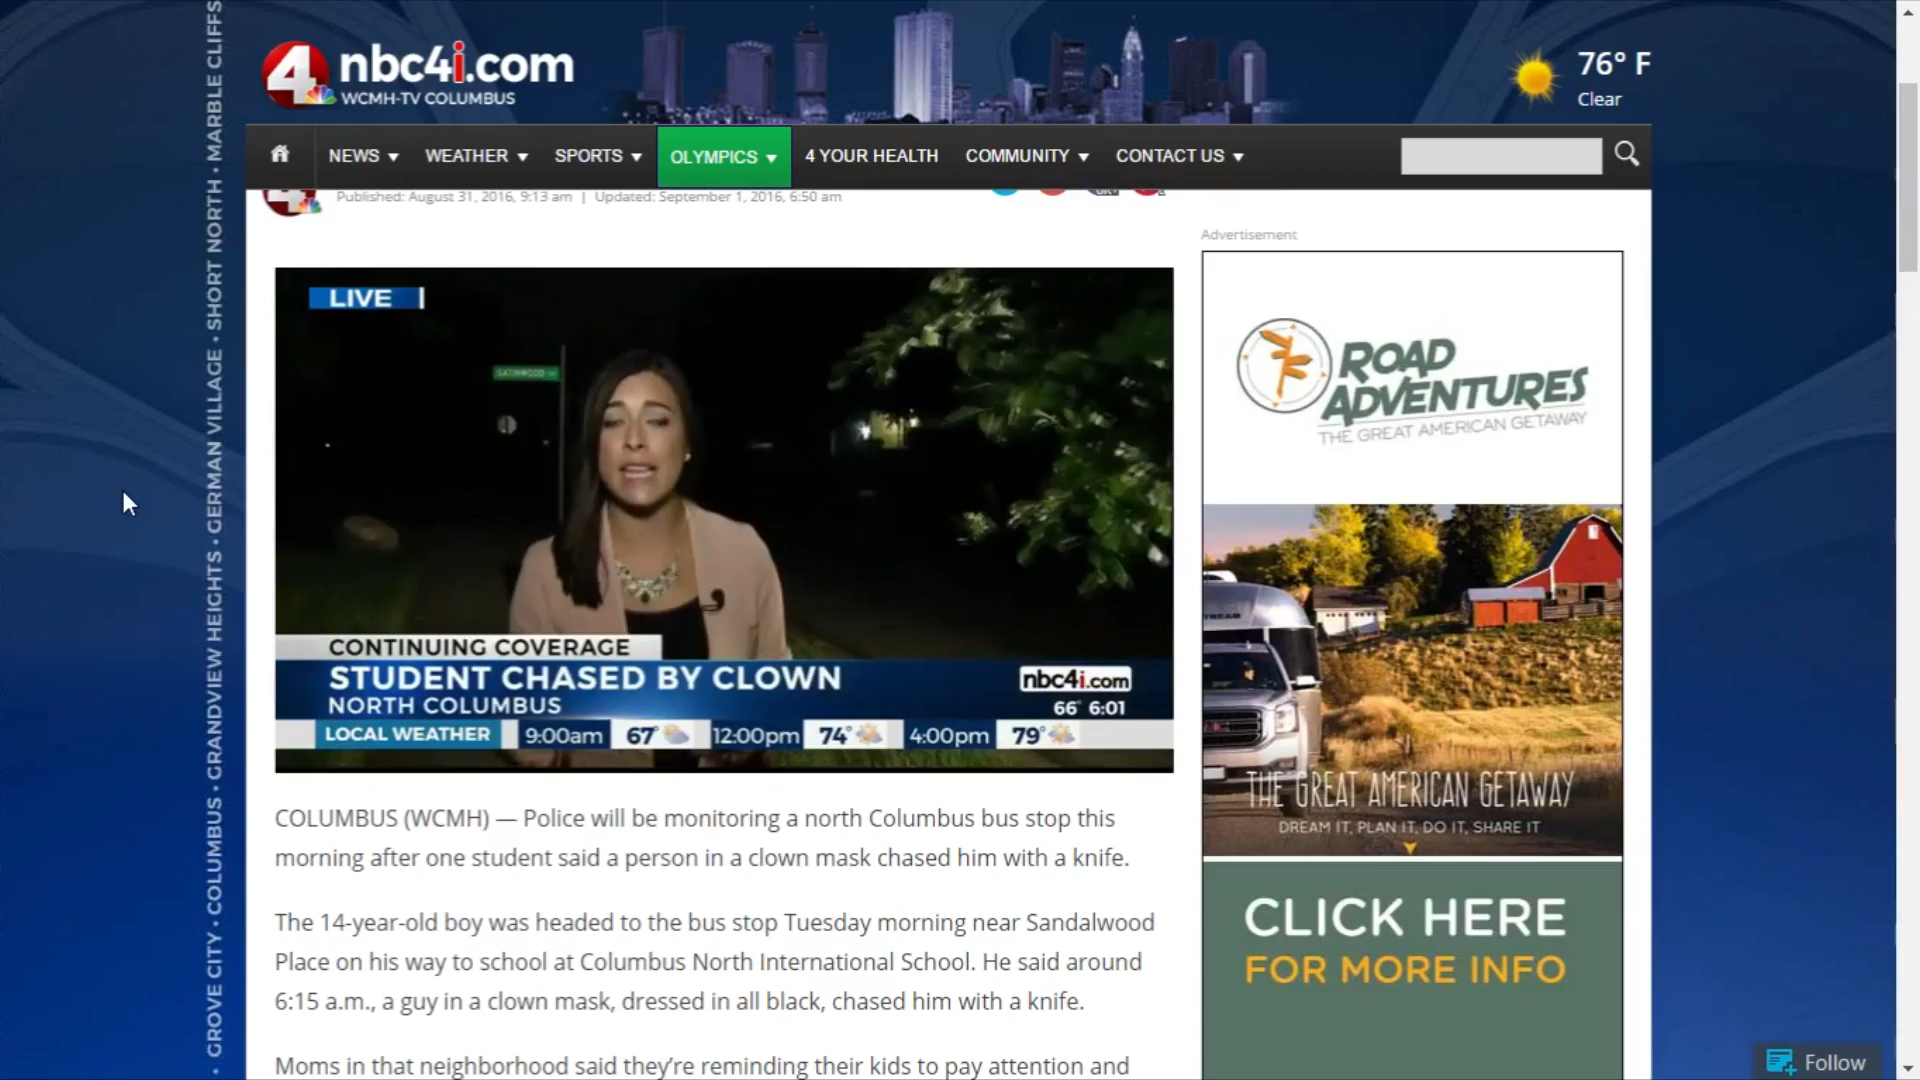 4 nbc4i.com
WCMH-TV COLUMBUS
76° F
Clear
NEWS
WEATHER
SPORTS
OLYMPICS
4 YOUR HEALTH
COMMUNITY
CONTACT US
Published: August 31, 2016, 9:13 am | Updated: September 1, 2016, 6:50 am
GROVE CITY • COLUMBUS • GRANDVIEW HEIGHTS • GERMAN VILLAGE • SHORT NORTH • MARBLE CLIFFS
LIVE
SATINWOOD
CONTINUING COVERAGE
STUDENT CHASED BY CLOWN
NORTH COLUMBUS
nbc4i.com
66° 6:01
LOCAL WEATHER 9:00am 67° 12:00pm 74° 4:00pm 79°
COLUMBUS (WCMH) — Police will be monitoring a north Columbus bus stop this
morning after one student said a person in a clown mask chased him with a knife.
The 14-year-old boy was headed to the bus stop Tuesday morning near Sandalwood
Place on his way to school at Columbus North International School. He said around
6:15 a.m., a guy in a clown mask, dressed in all black, chased him with a knife.
Moms in that neighborhood said they’re reminding their kids to pay attention and
Advertisement
ROAD
ADVENTURES
THE GREAT AMERICAN GETAWAY
THE GREAT AMERICAN GETAWAY
DREAM IT, PLAN IT, DO IT, SHARE IT
CLICK HERE
FOR MORE INFO
Follow